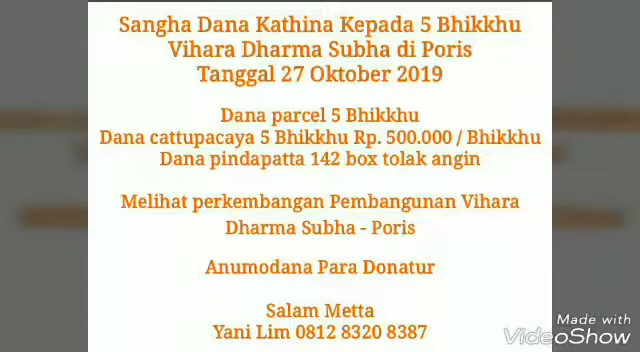 Sangha Dana Kathina Kepada 5 Bhikkhu
Vihara Dharma Subha di Poris
Tanggal 27 Oktober 2019
Dana parcel 5 Bhikkhu
Dana cattupacaya 5 Bhikkhu Rp. 500.000 / Bhikkhu
Dana pindapatta 142 box tolak angin
Melihat perkembangan Pembangunan Vihara
Dharma Subha - Poris
Anumodana Para Donatur
Salam Metta
Yani Lim 0812 8320 8387
Made with
VideoShow